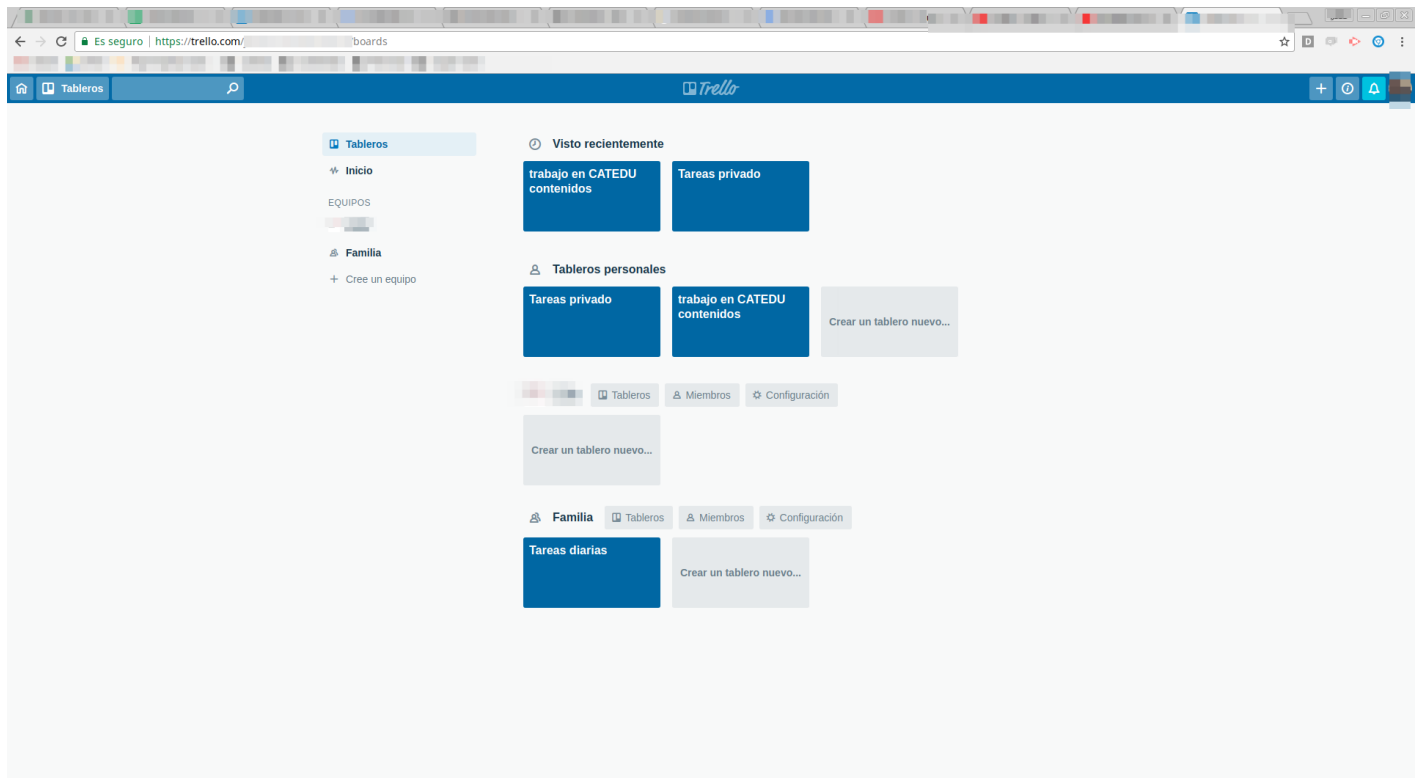 Es seguro | https://trello.com/ boards
Tableros
Trello
Tableros
Inicio
EQUIPOS
Familia
Cree un equipo
Visto recientemente
trabajo en CATEDU
contenidos
Tareas privado
Tableros personales
Tareas privado
trabajo en CATEDU
contenidos
Crear un tablero nuevo...
Tableros Miembros Configuración
Crear un tablero nuevo...
Familia Tableros Miembros Configuración
Tareas diarias
Crear un tablero nuevo...